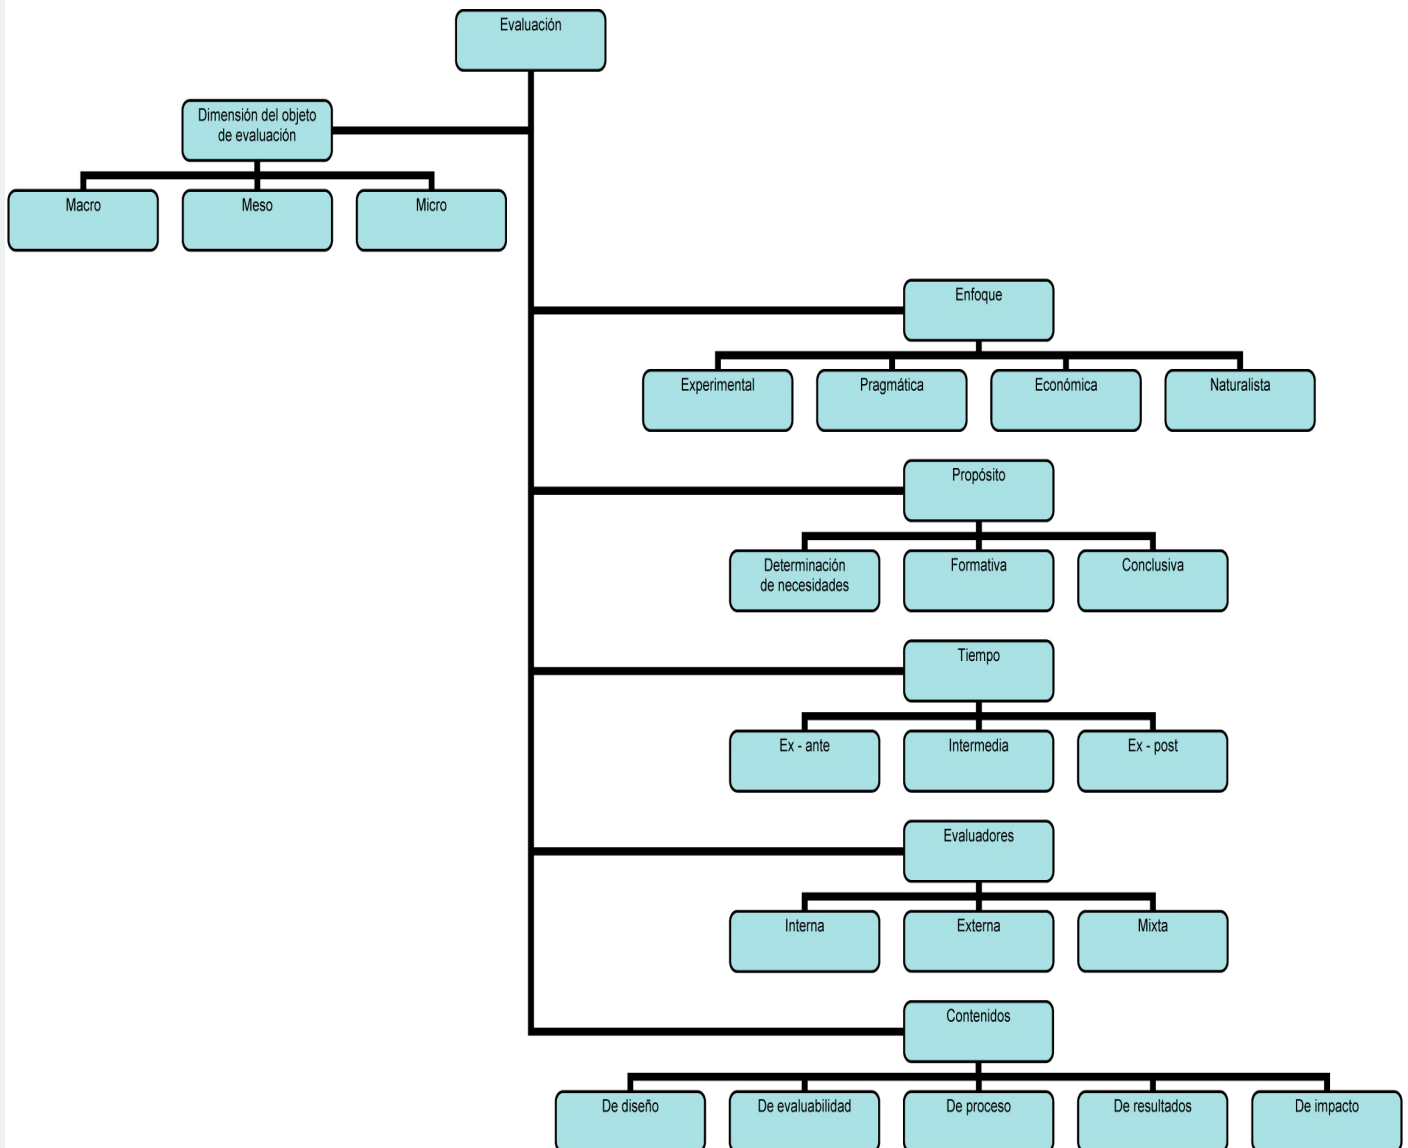 Evaluación
Dimensión del objeto
de evaluación
Macro
Meso
Micro
Enfoque
Experimental
Pragmática
Económica
Naturalista
Propósito
Determinación
de necesidades
Formativa
Conclusiva
Tiempo
Ex - ante
Intermedia
Ex - post
Evaluadores
Interna
Externa
Mixta
Contenidos
De diseño
De evaluabilidad
De proceso
De resultados
De impacto